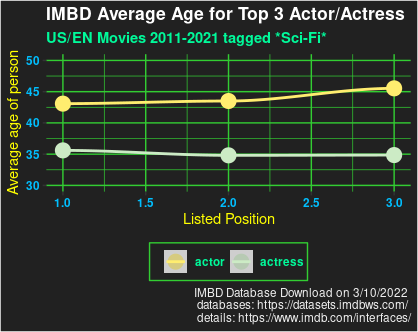 IMBD Average Age for Top 3 Actor/Actress
US/EN Movies 2011-2021 tagged *Sci-Fi*
Average age of person
50
45
40
35
30
1.0 1.5 2.0 2.5 3.0
Listed Position
actor actress
IMBD Database Download on 3/10/2022
databases: https://datasets.imdbws.com/
details: https://www.imdb.com/interfaces/